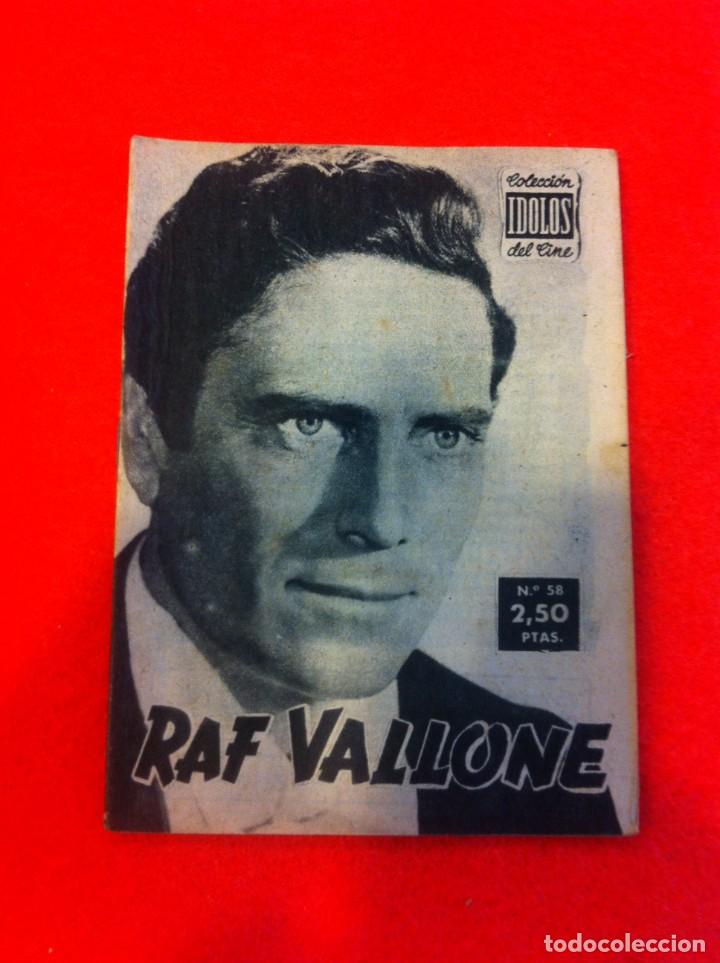 Colección
IDOLOS
del Cine
N.º 58
2,50
PTAS.
RAF VALLONE
todocoleccion